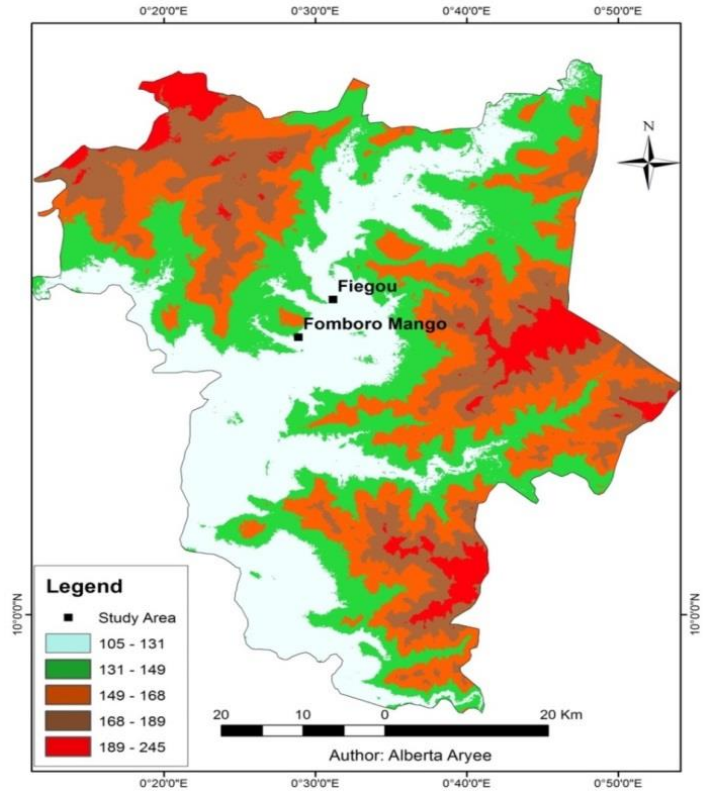 0°20'0"E 0°30'0"E 0°40'0"E 0°50'0"E
N
Fiegou
Fomboro Mango
10°0'0"N 10°0'0"N
Legend
Study Area
105 - 131
131 - 149
149 - 168
168 - 189
189 - 245
20 10 0 20 Km
Author: Alberta Aryee
0°20'0"E 0°30'0"E 0°40'0"E 0°50'0"E